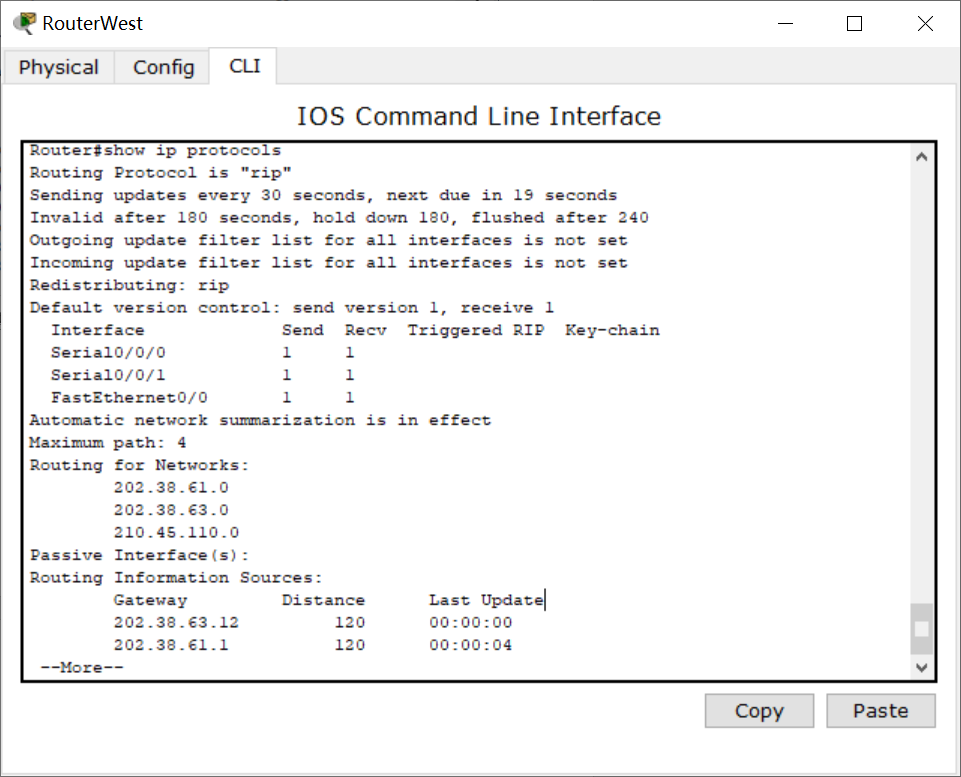 RouterWest
Physical Config CLI
IOS Command Line Interface
Router#show ip protocols
Routing Protocol is "rip"
Sending updates every 30 seconds, next due in 19 seconds
Invalid after 180 seconds, hold down 180, flushed after 240
Outgoing update filter list for all interfaces is not set
Incoming update filter list for all interfaces is not set
Redistributing: rip
Default version control: send version 1, receive 1
Interface Send Recv Triggered RIP Key-chain
Serial0/0/0 1 1
Serial0/0/1 1 1
FastEthernet0/0 1 1
Automatic network summarization is in effect
Maximum path: 4
Routing for Networks:
202.38.61.0
202.38.63.0
210.45.110.0
Passive Interface(s):
Routing Information Sources:
Gateway Distance Last Update
202.38.63.12 120 00:00:00
202.38.61.1 120 00:00:04
--More--
Copy Paste